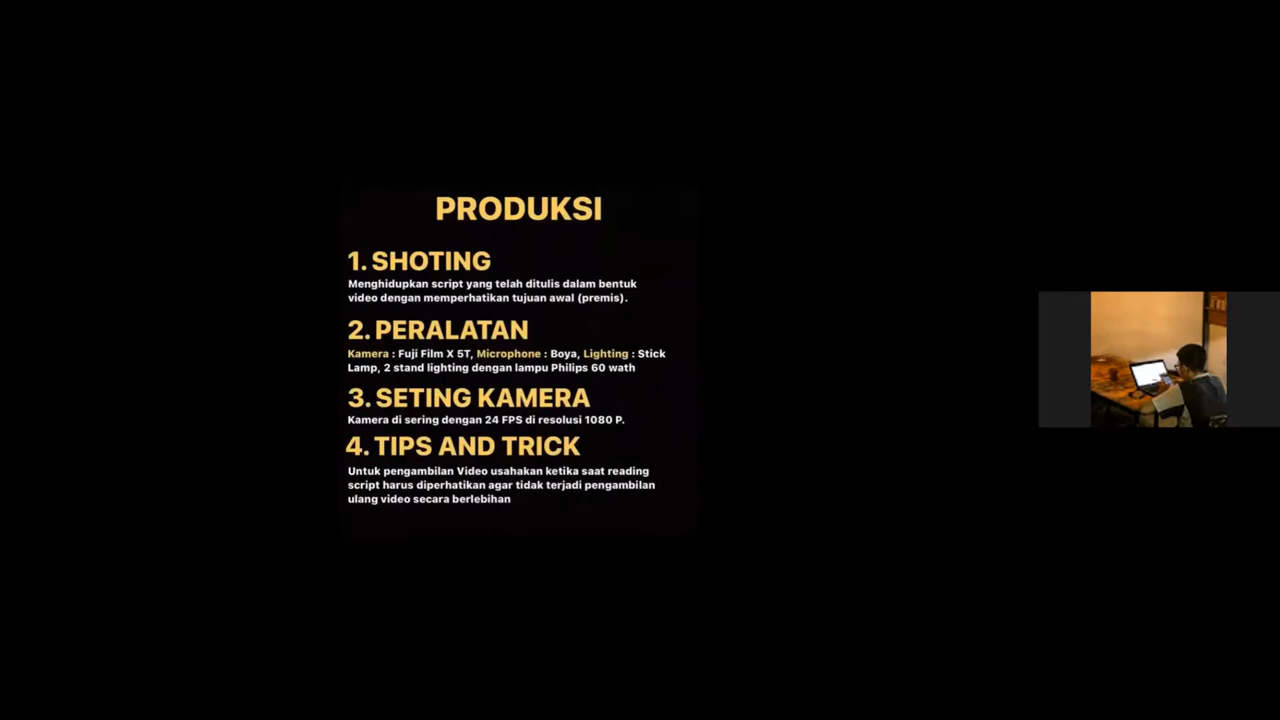 PRODUKSI
1. SHOTING
Menghidupkan script yang telah ditulis dalam bentuk
video dengan memperhatikan tujuan awal (premis).
2. PERALATAN
Kamera : Fuji Film X 5T, Microphone : Boya, Lighting : Stick
Lamp, 2 stand lighting dengan lampu Philips 60 wath
3. SETING KAMERA
Kamera di sering dengan 24 FPS di resolusi 1080 P.
4. TIPS AND TRICK
Untuk pengambilan Video usahakan ketika saat reading
script harus diperhatikan agar tidak terjadi pengambilan
ulang video secara berlebihan